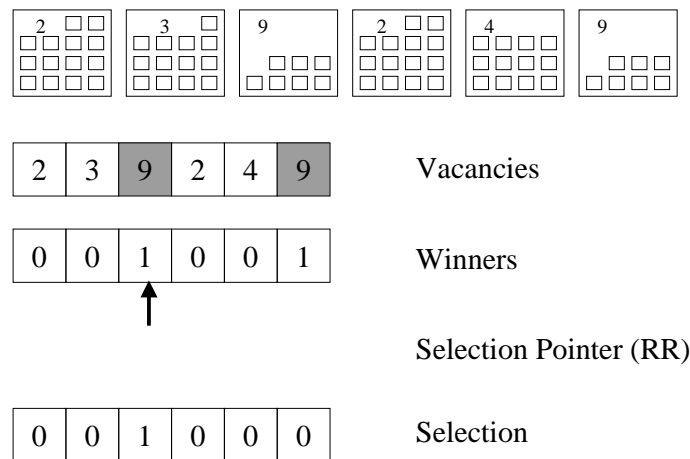 2 3 9 2 4 9
2 3 9 2 4 9 Vacancies
0 0 1 0 0 1 Winners
Selection Pointer (RR)
0 0 1 0 0 0 Selection